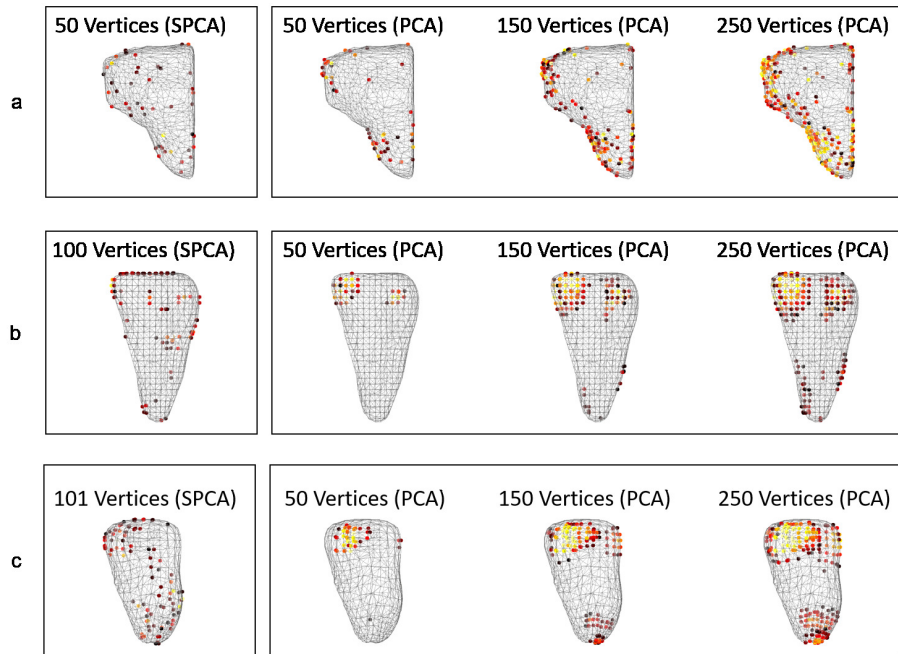 50 Vertices (SPCA) 50 Vertices (PCA) 150 Vertices (PCA) 250 Vertices (PCA)
a
100 Vertices (SPCA) 50 Vertices (PCA) 150 Vertices (PCA) 250 Vertices (PCA)
b
101 Vertices (SPCA) 50 Vertices (PCA) 150 Vertices (PCA) 250 Vertices (PCA)
c